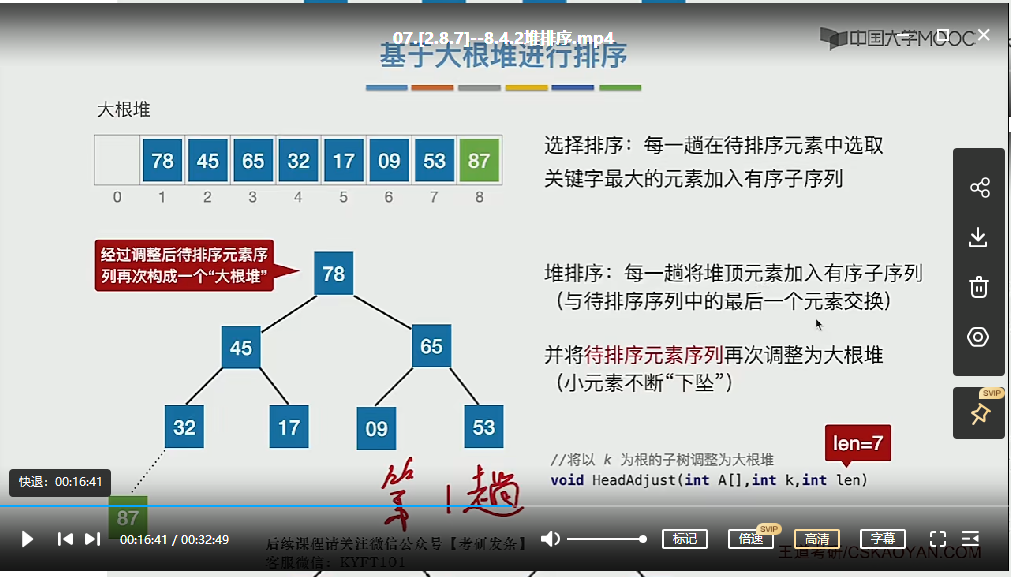 07.[2.8.7]--8.4.2堆排序.mp4
中国大学MOOC
基于大根堆进行排序
大根堆
78 45 65 32 17 09 53 87
0 1 2 3 4 5 6 7 8
选择排序：每一趟在待排序元素中选取
关键字最大的元素加入有序子序列
经过调整后待排序元素序
列再次构成一个“大根堆”
78
45 65
32 17 09 53
87
堆排序：每一趟将堆顶元素加入有序子序列
（与待排序序列中的最后一个元素交换）
并将待排序元素序列再次调整为大根堆
（小元素不断“下坠”）
len=7
//将以 k 为根的子树调整为大根堆
void HeadAdjust(int A[],int k,int len)
第1趟
SVIP
快退：00:16:41
00:16:41 / 00:32:49
标记
倍速
SVIP
高清
字幕
后续课程请关注微信公众号【考研发条】
客服微信：KYFT101
王道考研/CSKAOYAN.COM